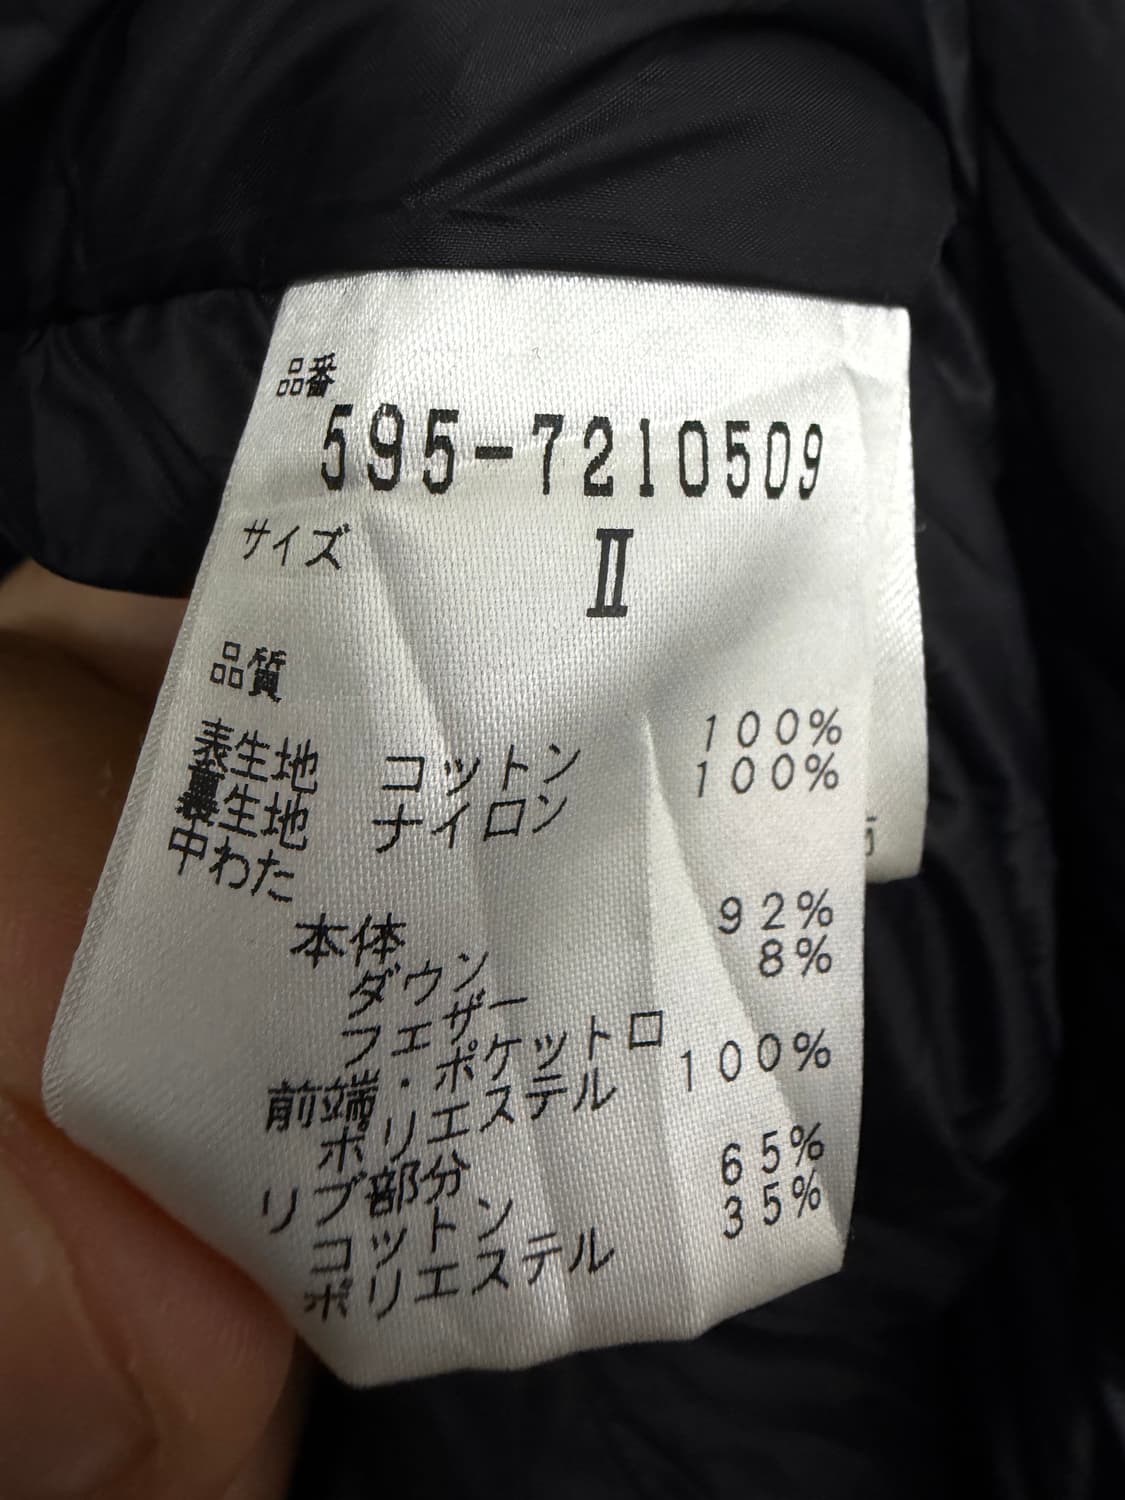 品番
595-7210509
サイズ II
品質
表生地 コットン 100%
裏生地 ナイロン 100%
中わた
本体
ダウン 92%
フェザー 8%
前端・ポケット口
ポリエステル 100%
リブ部分
コットン 65%
ポリエステル 35%